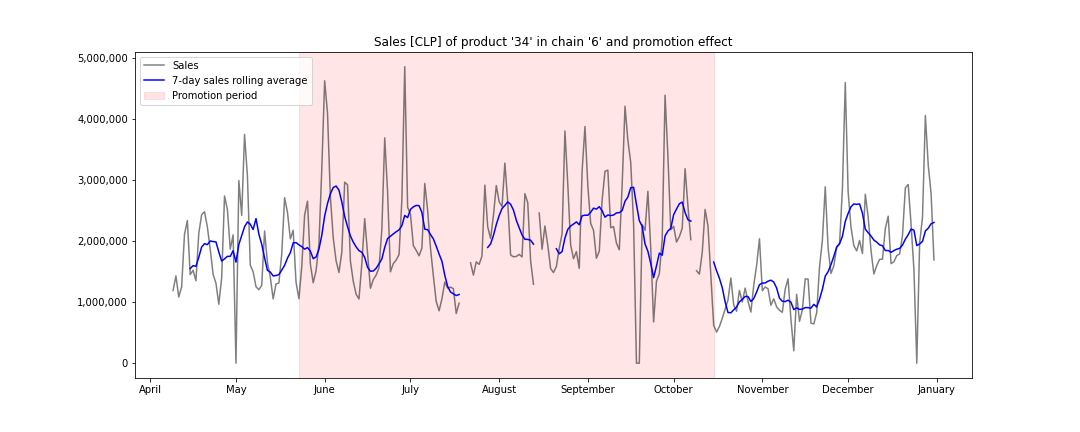 Sales [CLP] of product '34' in chain '6' and promotion effect
5,000,000
4,000,000
3,000,000
2,000,000
1,000,000
0
Sales
7-day sales rolling average
Promotion period
April May June July August September October November December January